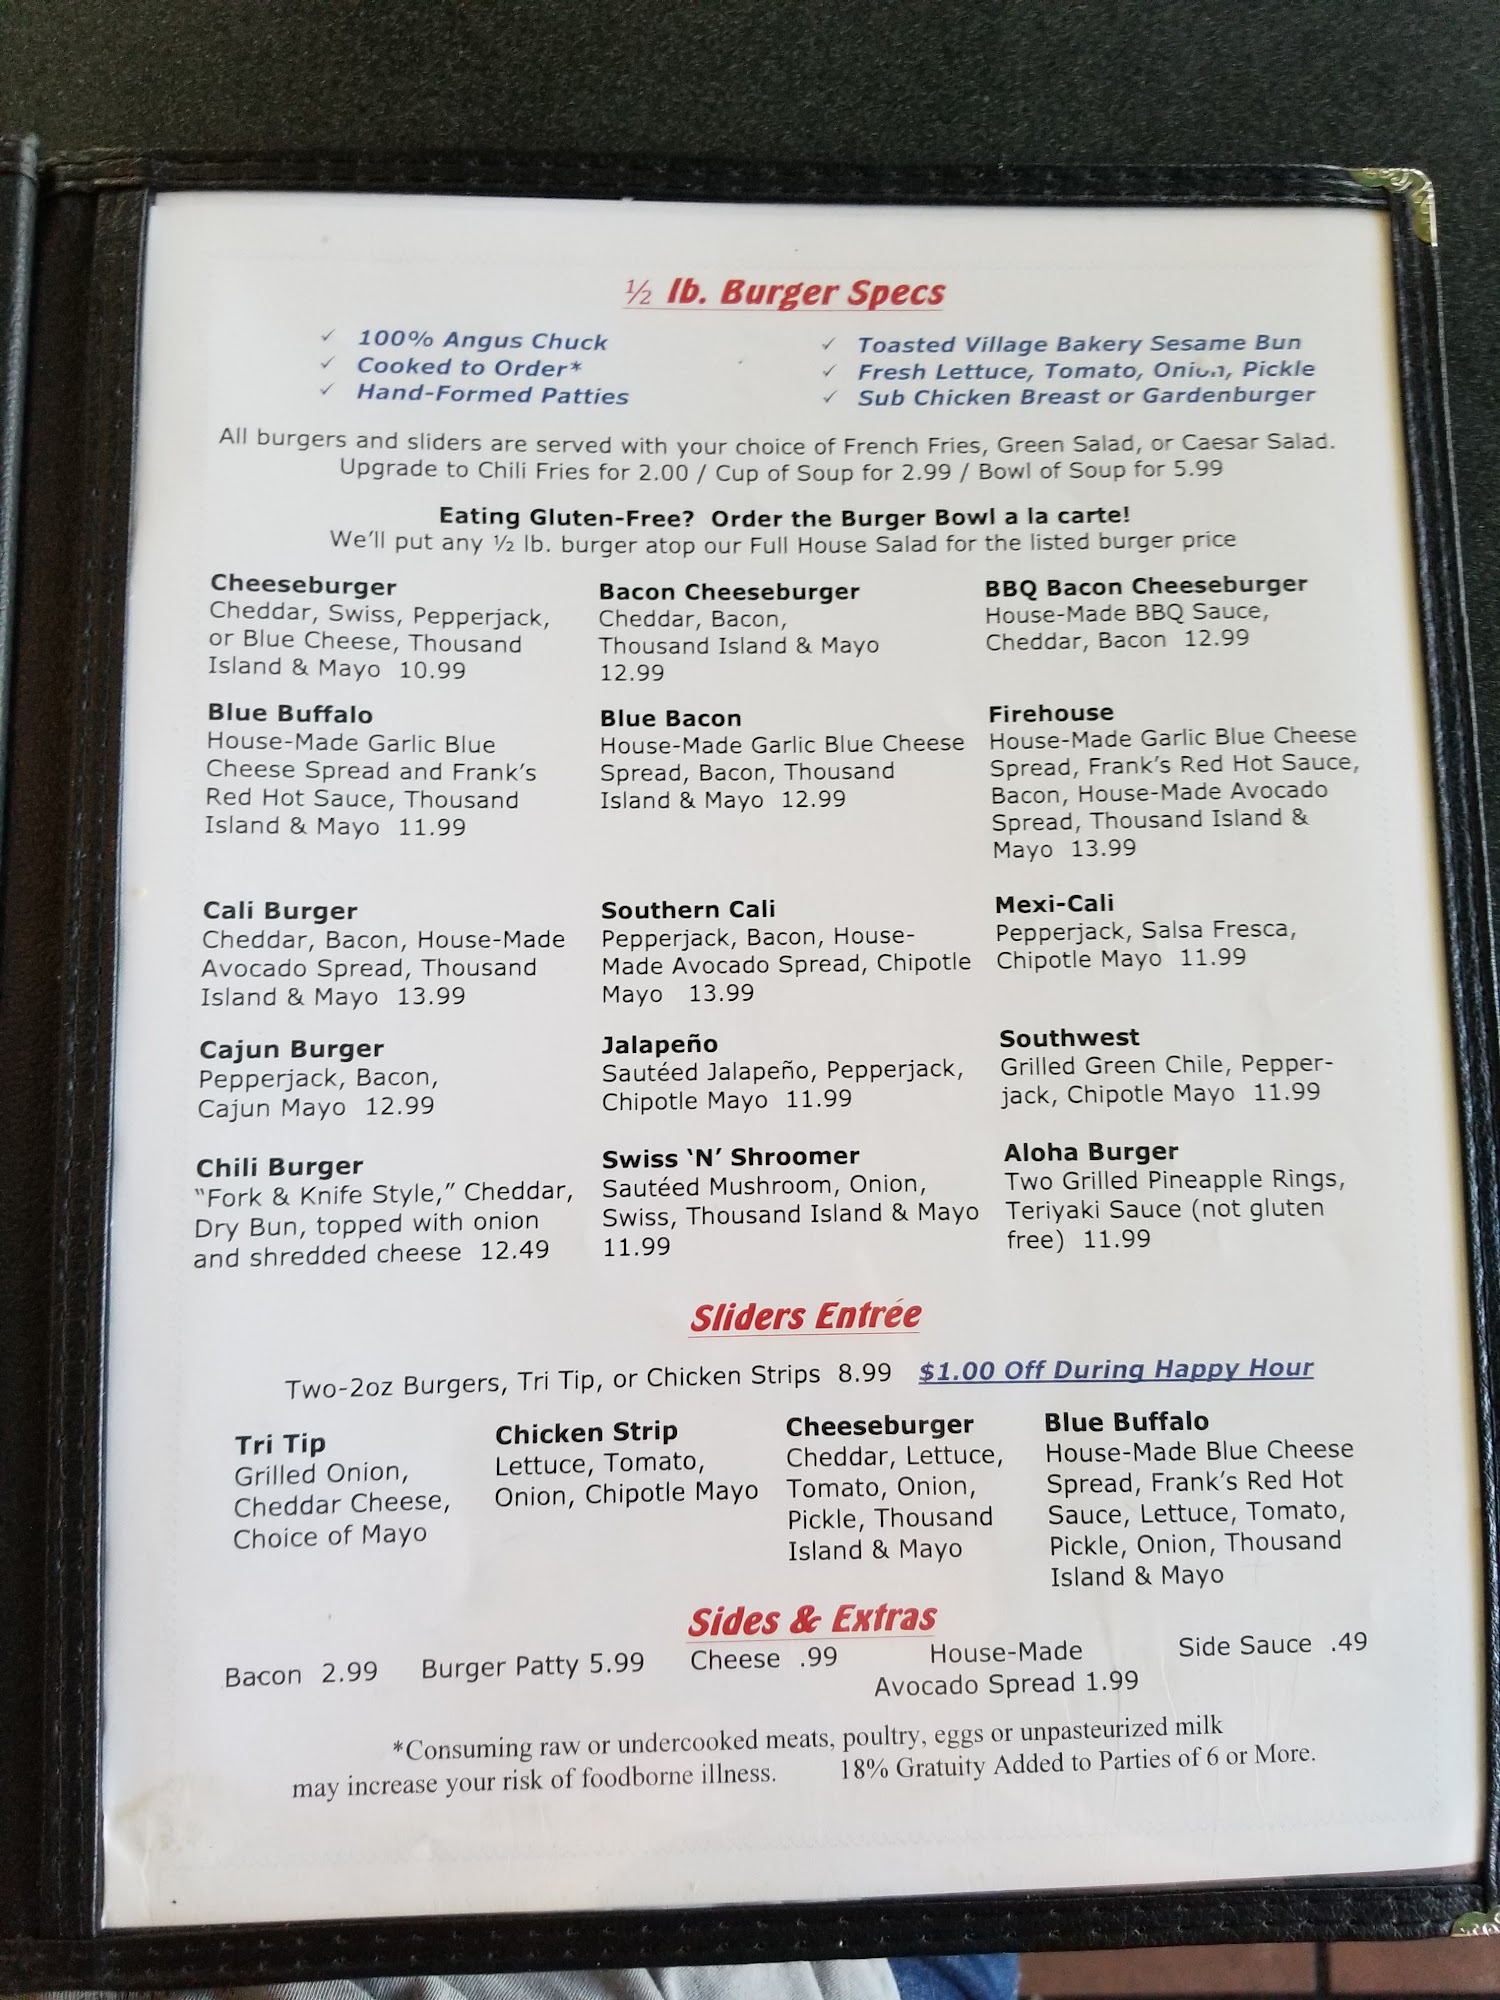 ½ lb. Burger Specs
✓ 100% Angus Chuck
✓ Cooked to Order*
✓ Hand-Formed Patties
✓ Toasted Village Bakery Sesame Bun
✓ Fresh Lettuce, Tomato, Onion, Pickle
✓ Sub Chicken Breast or Gardenburger
All burgers and sliders are served with your choice of French Fries, Green Salad, or Caesar Salad.
Upgrade to Chili Fries for 2.00 / Cup of Soup for 2.99 / Bowl of Soup for 5.99
Eating Gluten-Free? Order the Burger Bowl a la carte!
We'll put any ½ lb. burger atop our Full House Salad for the listed burger price
Cheeseburger
Cheddar, Swiss, Pepperjack,
or Blue Cheese, Thousand
Island & Mayo 10.99
Bacon Cheeseburger
Cheddar, Bacon,
Thousand Island & Mayo
12.99
BBQ Bacon Cheeseburger
House-Made BBQ Sauce,
Cheddar, Bacon 12.99
Blue Buffalo
House-Made Garlic Blue
Cheese Spread and Frank's
Red Hot Sauce, Thousand
Island & Mayo 11.99
Blue Bacon
House-Made Garlic Blue Cheese
Spread, Bacon, Thousand
Island & Mayo 12.99
Firehouse
House-Made Garlic Blue Cheese
Spread, Frank's Red Hot Sauce,
Bacon, House-Made Avocado
Spread, Thousand Island &
Mayo 13.99
Cali Burger
Cheddar, Bacon, House-Made
Avocado Spread, Thousand
Island & Mayo 13.99
Southern Cali
Pepperjack, Bacon, House-
Made Avocado Spread, Chipotle
Mayo 13.99
Mexi-Cali
Pepperjack, Salsa Fresca,
Chipotle Mayo 11.99
Cajun Burger
Pepperjack, Bacon,
Cajun Mayo 12.99
Jalapeño
Sautéed Jalapeño, Pepperjack,
Chipotle Mayo 11.99
Southwest
Grilled Green Chile, Pepper-
jack, Chipotle Mayo 11.99
Chili Burger
"Fork & Knife Style," Cheddar,
Dry Bun, topped with onion
and shredded cheese 12.49
Swiss 'N' Shroomer
Sautéed Mushroom, Onion,
Swiss, Thousand Island & Mayo
11.99
Aloha Burger
Two Grilled Pineapple Rings,
Teriyaki Sauce (not gluten
free) 11.99
Sliders Entrée
Two-2oz Burgers, Tri Tip, or Chicken Strips 8.99 $1.00 Off During Happy Hour
Tri Tip
Grilled Onion,
Cheddar Cheese,
Choice of Mayo
Chicken Strip
Lettuce, Tomato,
Onion, Chipotle Mayo
Cheeseburger
Cheddar, Lettuce,
Tomato, Onion,
Pickle, Thousand
Island & Mayo
Blue Buffalo
House-Made Blue Cheese
Spread, Frank's Red Hot
Sauce, Lettuce, Tomato,
Pickle, Onion, Thousand
Island & Mayo
Sides & Extras
Bacon 2.99
Burger Patty 5.99
Cheese .99
House-Made
Avocado Spread 1.99
Side Sauce .49
*Consuming raw or undercooked meats, poultry, eggs or unpasteurized milk
may increase your risk of foodborne illness. 18% Gratuity Added to Parties of 6 or More.